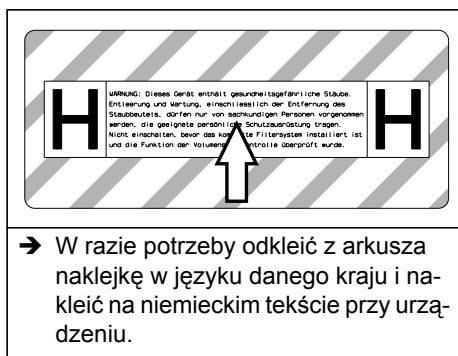 H
WARNUNG: Dieses Gerät enthält gesundheitsgefährliche Stäube.
Entleerung und Wartung, einschliesslich der Entfernung des
Staubbeutels, dürfen nur von sachkundigen Personen vorgenommen
werden, die geeignete persönliche Schutzausrüstung tragen.
Nicht einschalten, bevor das Filtersystem installiert ist
und die Funktion der überprüft wurde.
H
➔ W razie potrzeby odkleić z arkusza
naklejkę w języku danego kraju i na-
kleić na niemieckim tekście przy urzą-
dzeniu.